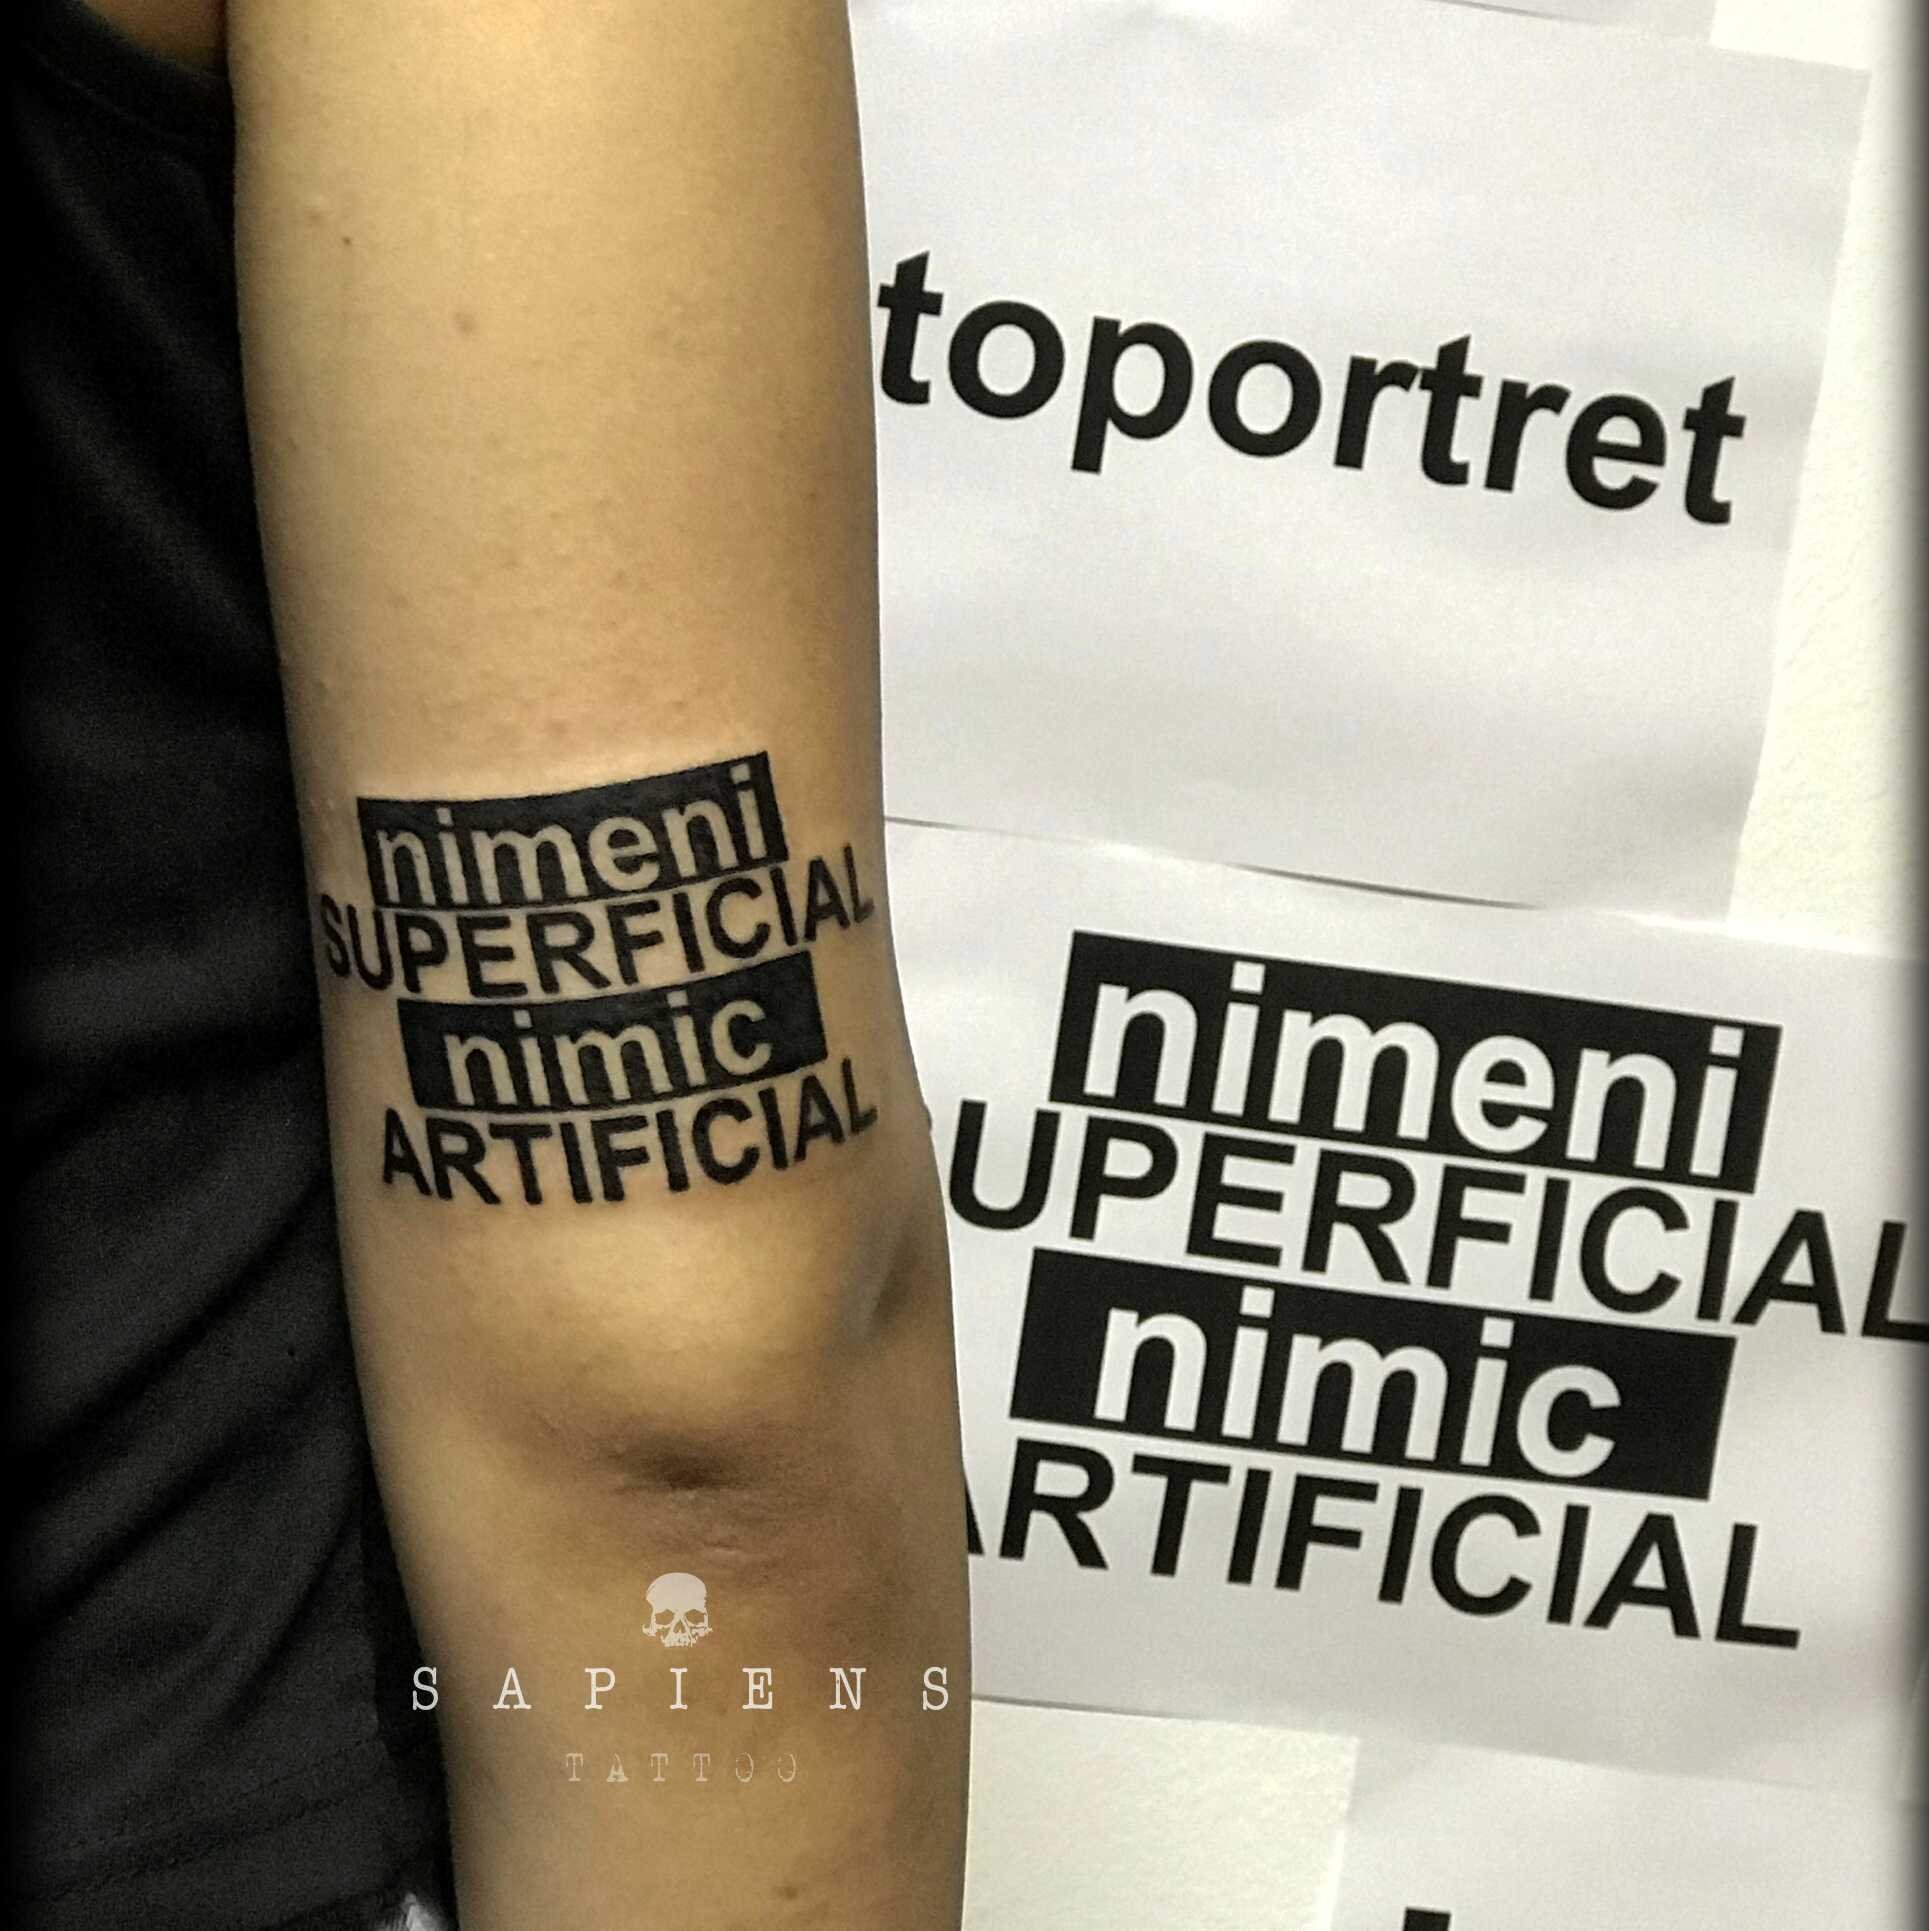 toportret
nimeni
SUPERFICIAL
nimic
ARTIFICIAL
nimeni
UPERFICIAL
nimic
ARTIFICIAL
SAPIENS
TATTOO